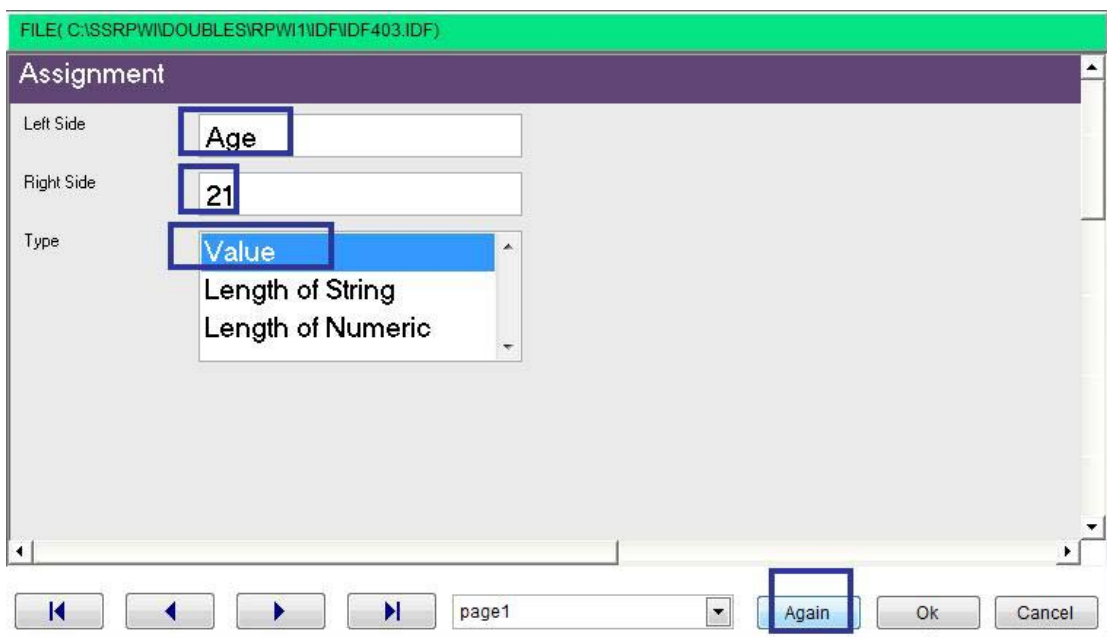 FILE( C:\SSRPWI\DOUBLES\RPWI1\IDF\IDF403.IDF)
Assignment
Left Side
Age
Right Side
21
Type
Value
Length of String
Length of Numeric
page1
Again
Ok
Cancel